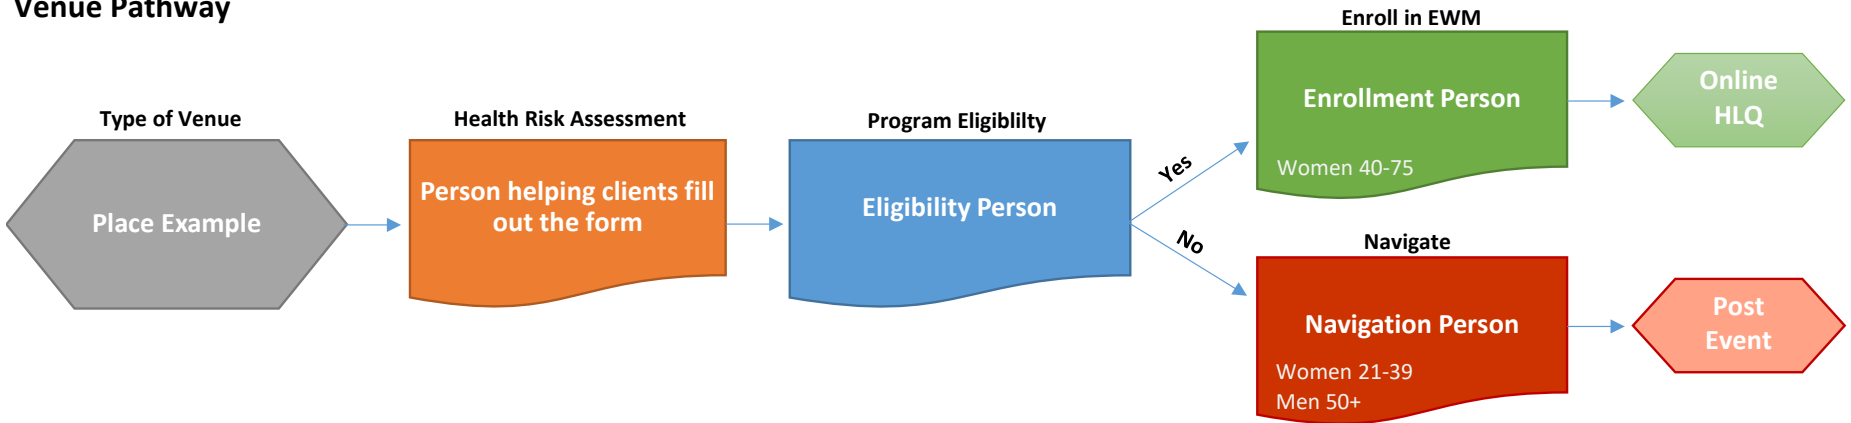 Venue Pathway
Type of Venue
Place Example
Health Risk Assessment
Person helping clients fill
out the form
Program Eligiblilty
Eligibility Person
Yes
No
Enroll in EWM
Enrollment Person
Women 40-75
Online
HLQ
Navigate
Navigation Person
Women 21-39
Men 50+
Post
Event